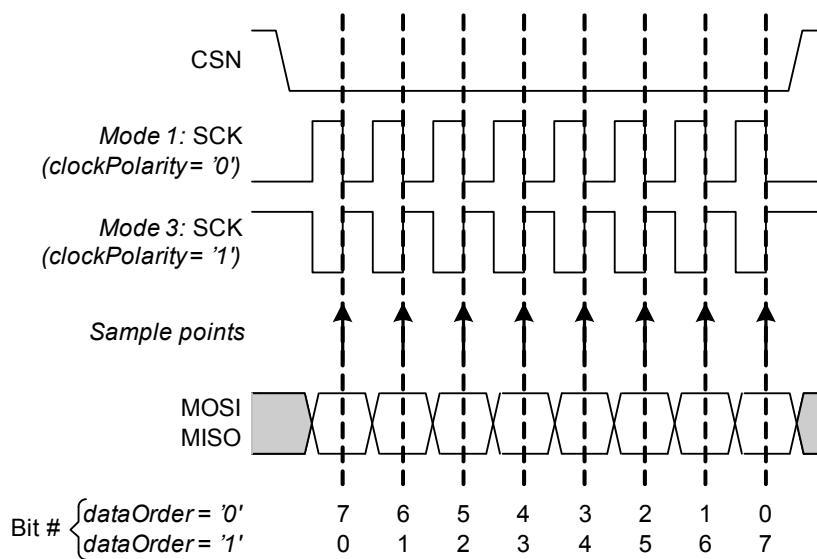 CSN
Mode 1: SCK
(clockPolarity = '0')
Mode 3: SCK
(clockPolarity = '1')
Sample points
MOSI
MISO
Bit # { dataOrder = '0' 7 6 5 4 3 2 1 0
dataOrder = '1' 0 1 2 3 4 5 6 7